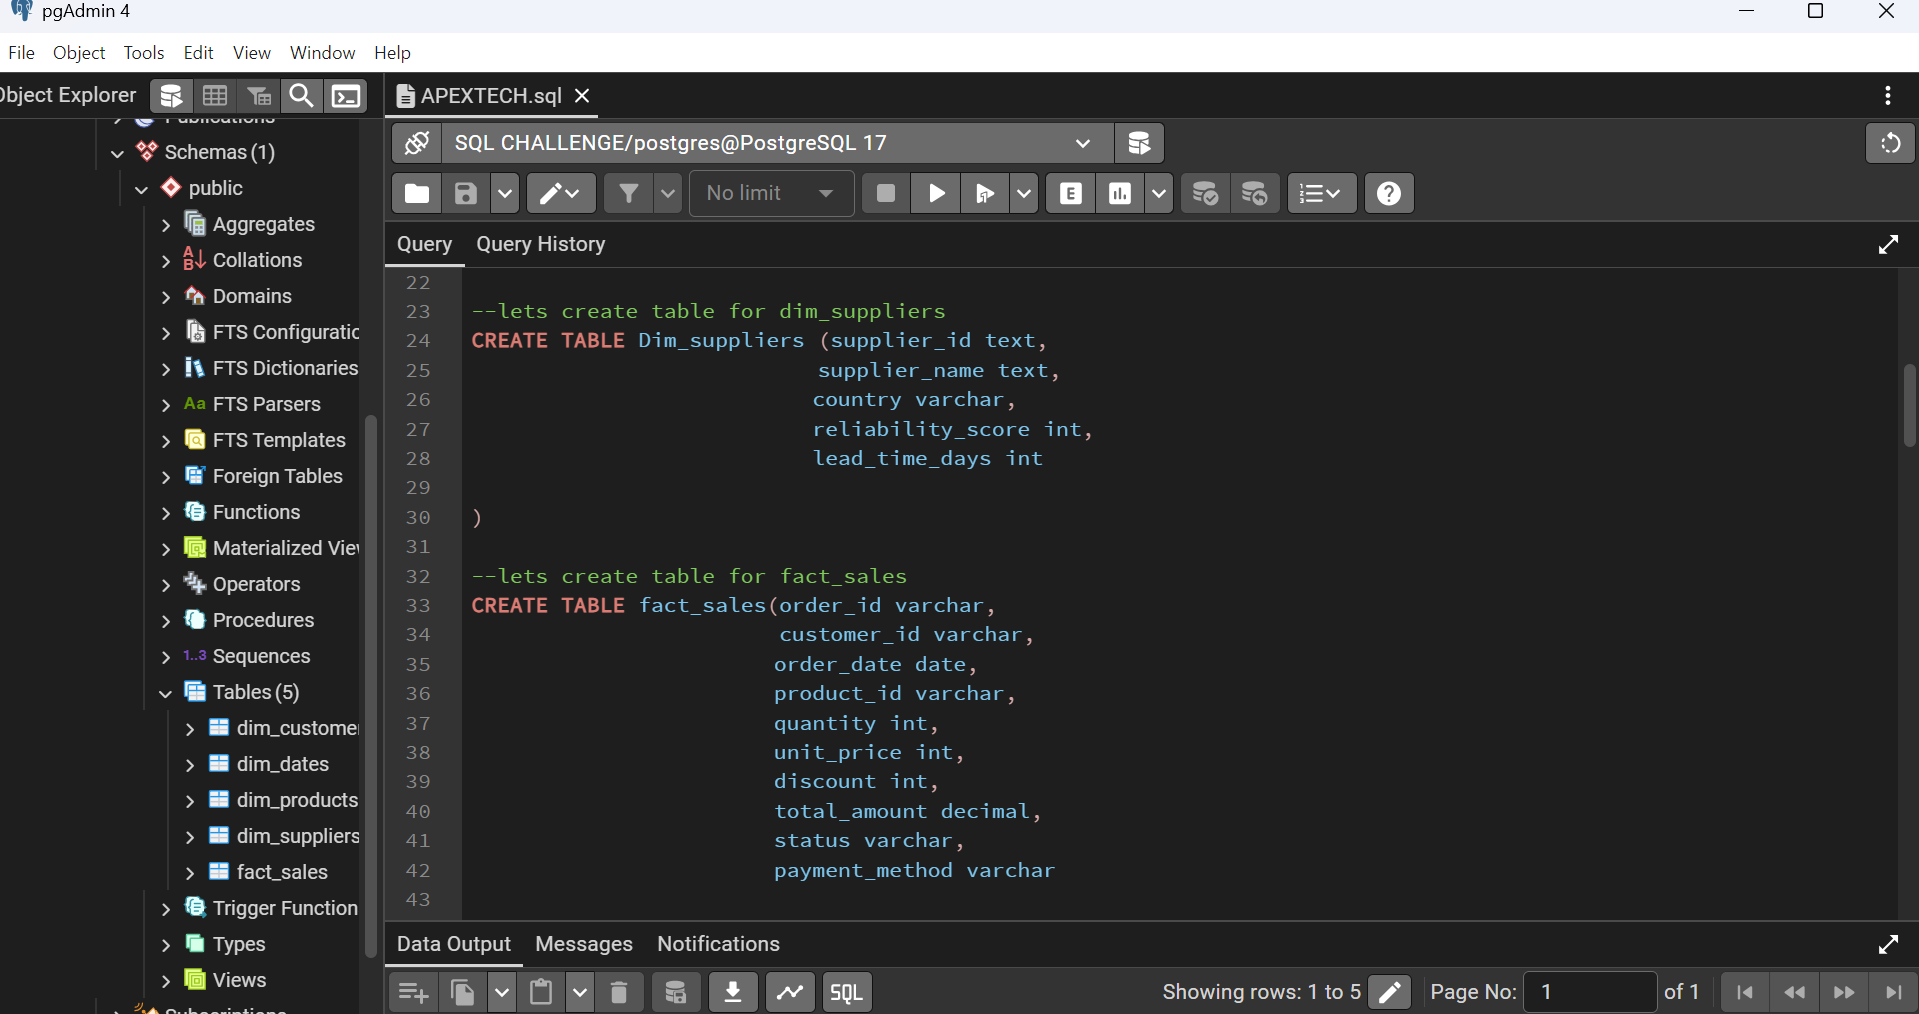 pgAdmin 4
File Object Tools Edit View Window Help
Object Explorer
APEXTECH.sql
SQL CHALLENGE/postgres@PostgreSQL 17
No limit
E
Query Query History
Publications
Schemas (1)
public
Aggregates
Collations
Domains
FTS Configuratio
FTS Dictionaries
Aa FTS Parsers
FTS Templates
Foreign Tables
Functions
Materialized Vie
Operators
Procedures
1..3 Sequences
Tables (5)
dim_custome
dim_dates
dim_products
dim_suppliers
fact_sales
Trigger Function
Types
Views
Subscriptions
22
23 --lets create table for dim_suppliers
24 CREATE TABLE Dim_suppliers (supplier_id text,
25 supplier_name text,
26 country varchar,
27 reliability_score int,
28 lead_time_days int
29
30 )
31
32 --lets create table for fact_sales
33 CREATE TABLE fact_sales(order_id varchar,
34 customer_id varchar,
35 order_date date,
36 product_id varchar,
37 quantity int,
38 unit_price int,
39 discount int,
40 total_amount decimal,
41 status varchar,
42 payment_method varchar
43
Data Output Messages Notifications
SQL Showing rows: 1 to 5 Page No: 1 of 1